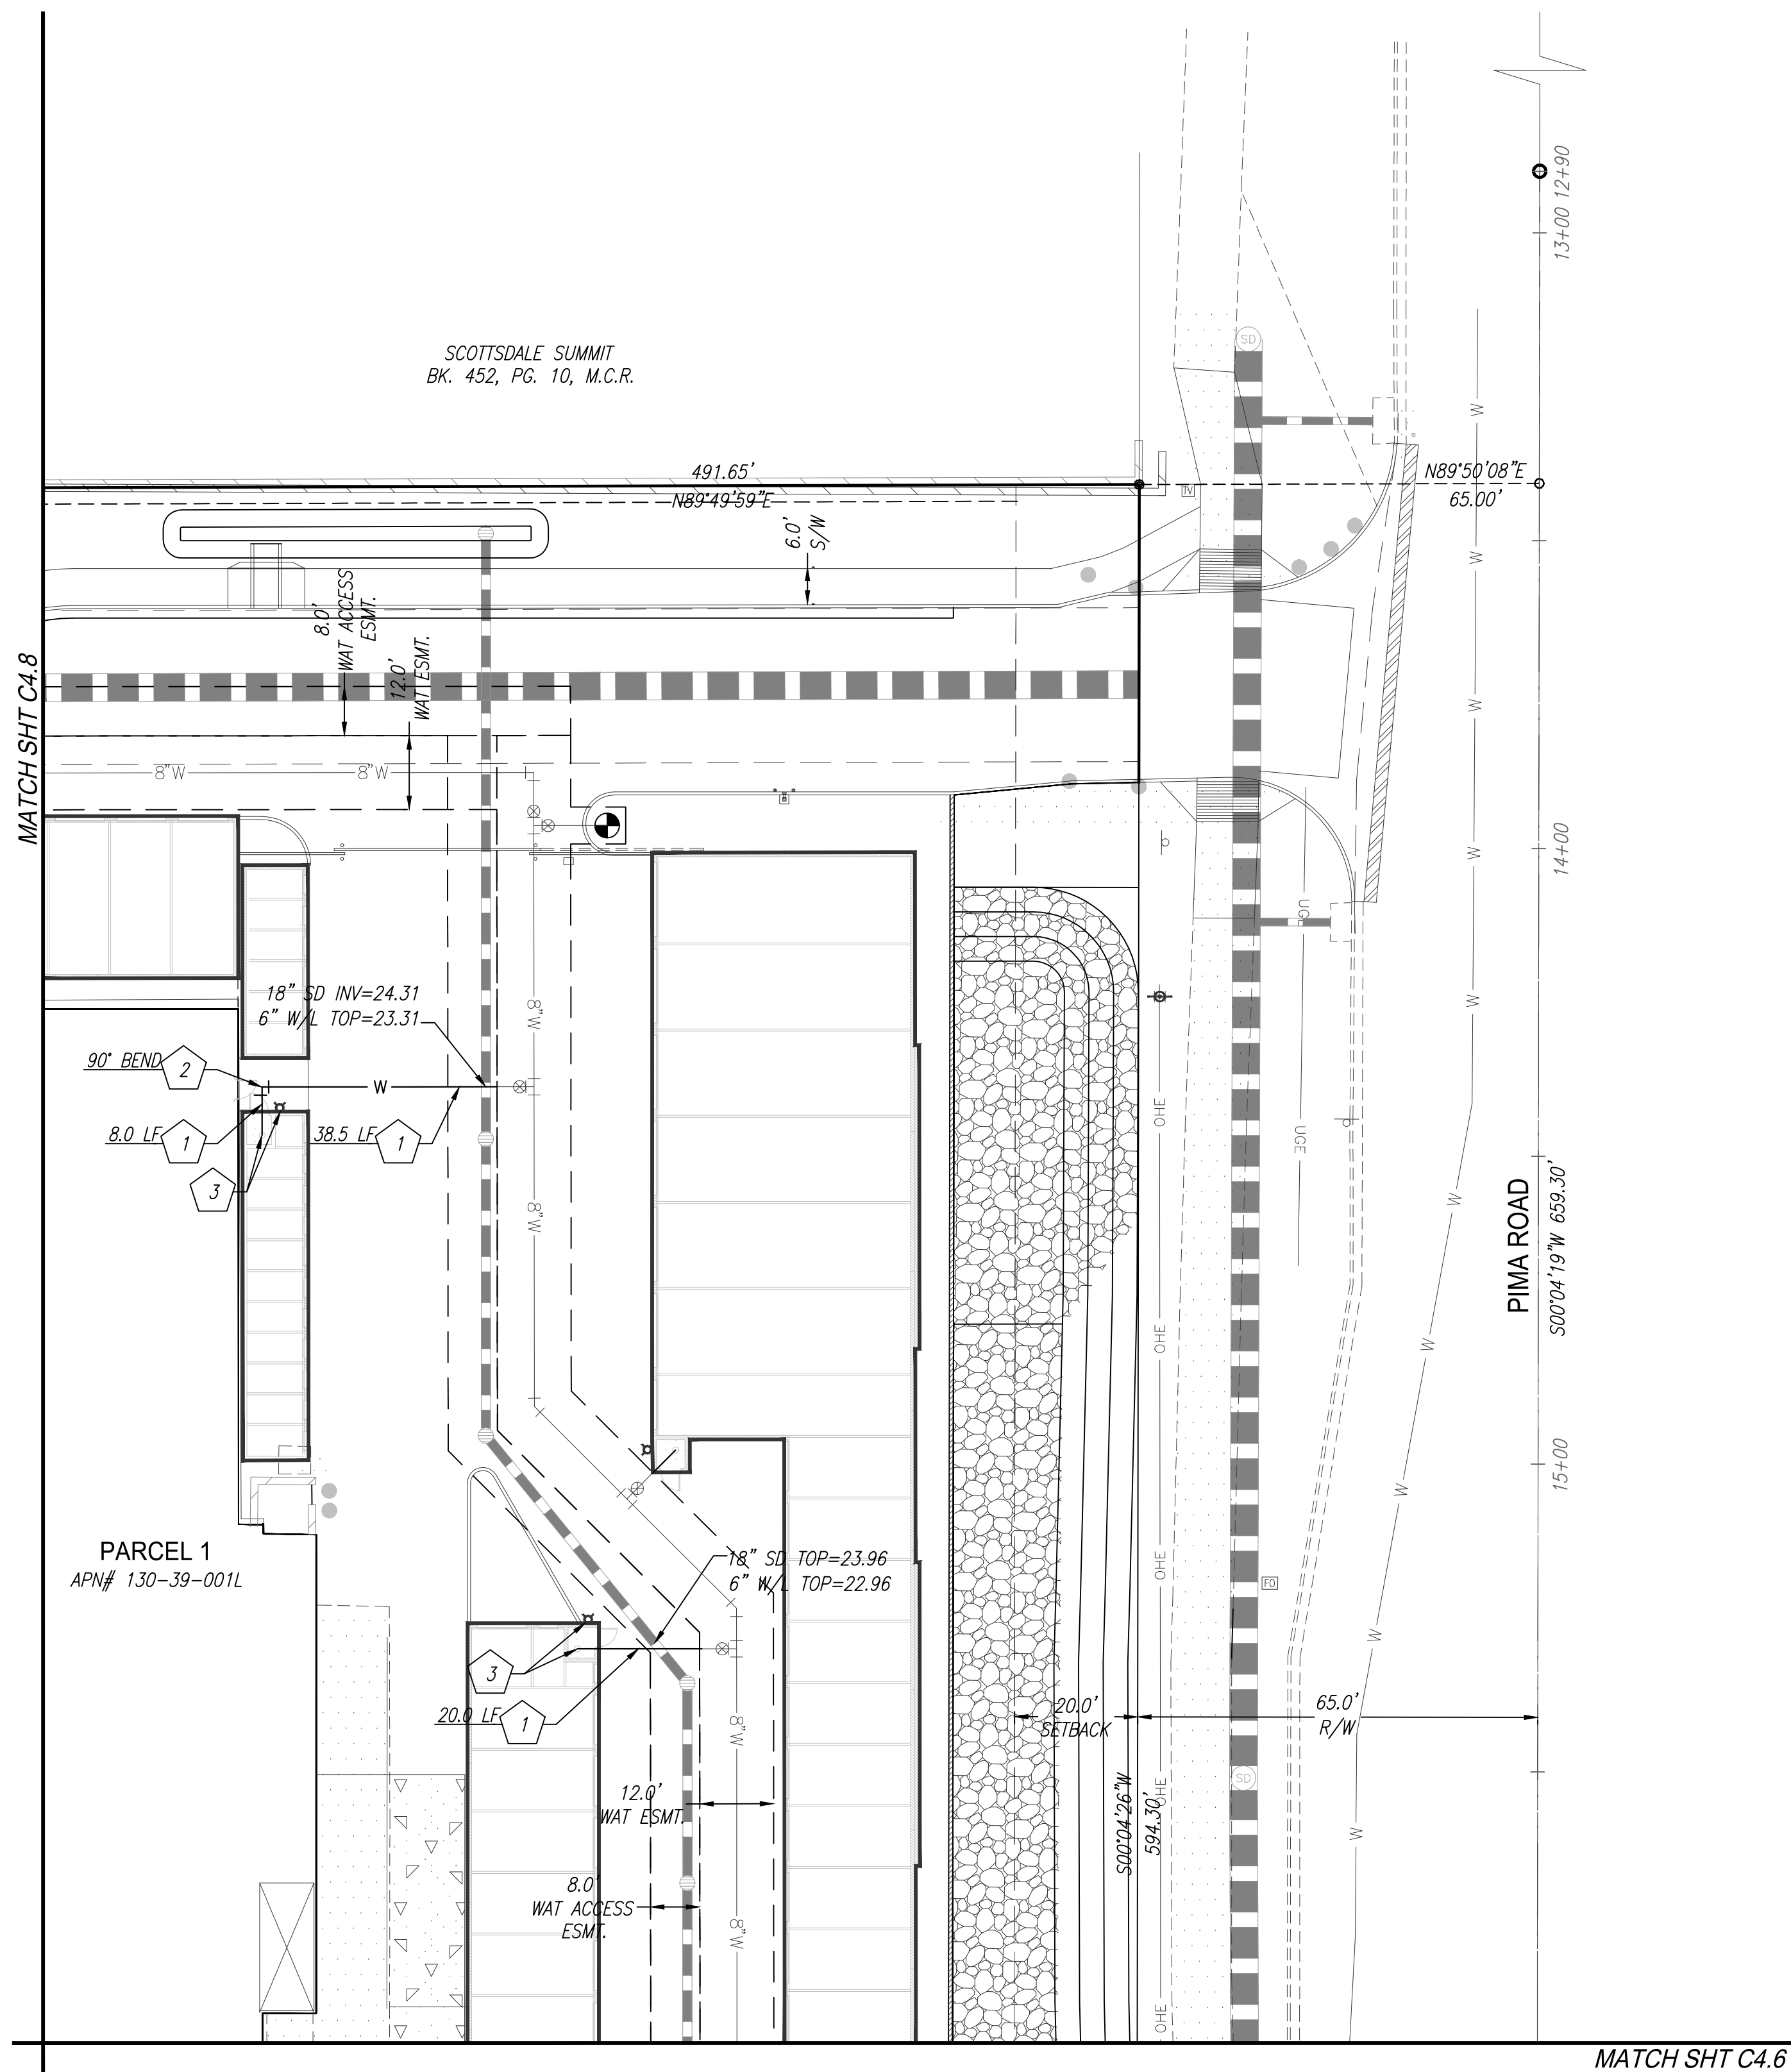 12+90
13+00
SD
SCOTTSDALE SUMMIT
BK. 452, PG. 10, M.C.R.
491.65'
N89°49'59"E
N89°50'08"E
65.00'
TV
W
W
W
W
W
W
W
W
W
W
W
W
6.0'
S/W
8.0'
WAT ACCESS
ESMT.
12.0'
WAT ESMT.
MATCH SHT C4.8
8"W
8"W
14+00
UGE
UGE
18" SD INV=24.31
6" W/L TOP=23.31
8"W
90° BEND
2
W
8.0 LF
1
38.5 LF
1
3
8"W
OHE
OHE
OHE
OHE
OHE
PIMA ROAD
S00°04'19"W 659.30'
15+00
PARCEL 1
APN# 130-39-001L
18" SD TOP=23.96
6" W/L TOP=22.96
FO
3
20.0 LF
1
8"W
20.0'
SETBACK
65.0'
R/W
SD
12.0'
WAT ESMT.
S00°04'26"W
594.30'
8.0'
WAT ACCESS
ESMT.
8"W
MATCH SHT C4.6